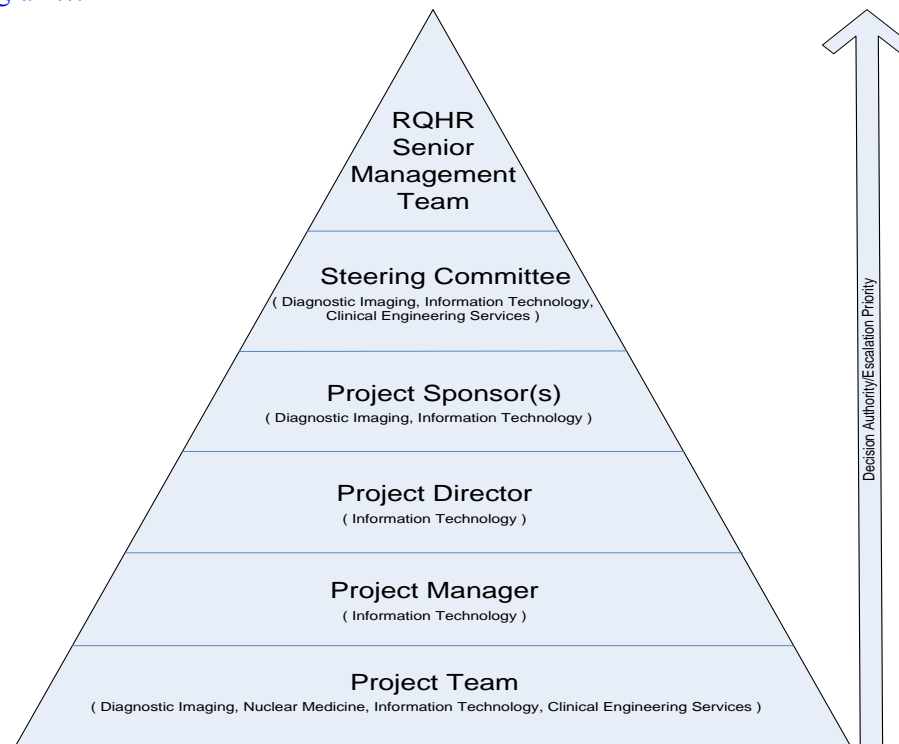 RQHR
Senior
Management
Team
Steering Committee
( Diagnostic Imaging, Information Technology,
Clinical Engineering Services )
Project Sponsor(s)
( Diagnostic Imaging, Information Technology )
Project Director
( Information Technology )
Project Manager
( Information Technology )
Project Team
( Diagnostic Imaging, Nuclear Medicine, Information Technology, Clinical Engineering Services )
Decision Authority/Escalation Priority